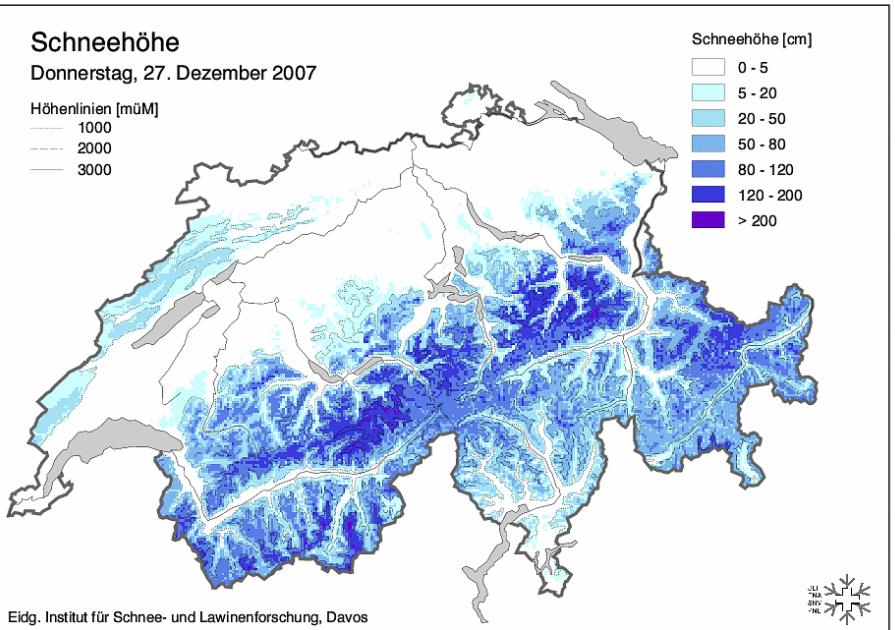 Schneehöhe
Donnerstag, 27. Dezember 2007
Höhenlinien [müM]
1000
2000
3000
Schneehöhe [cm]
0 - 5
5 - 20
20 - 50
50 - 80
80 - 120
120 - 200
> 200
Eidg. Institut für Schnee- und Lawinenforschung, Davos